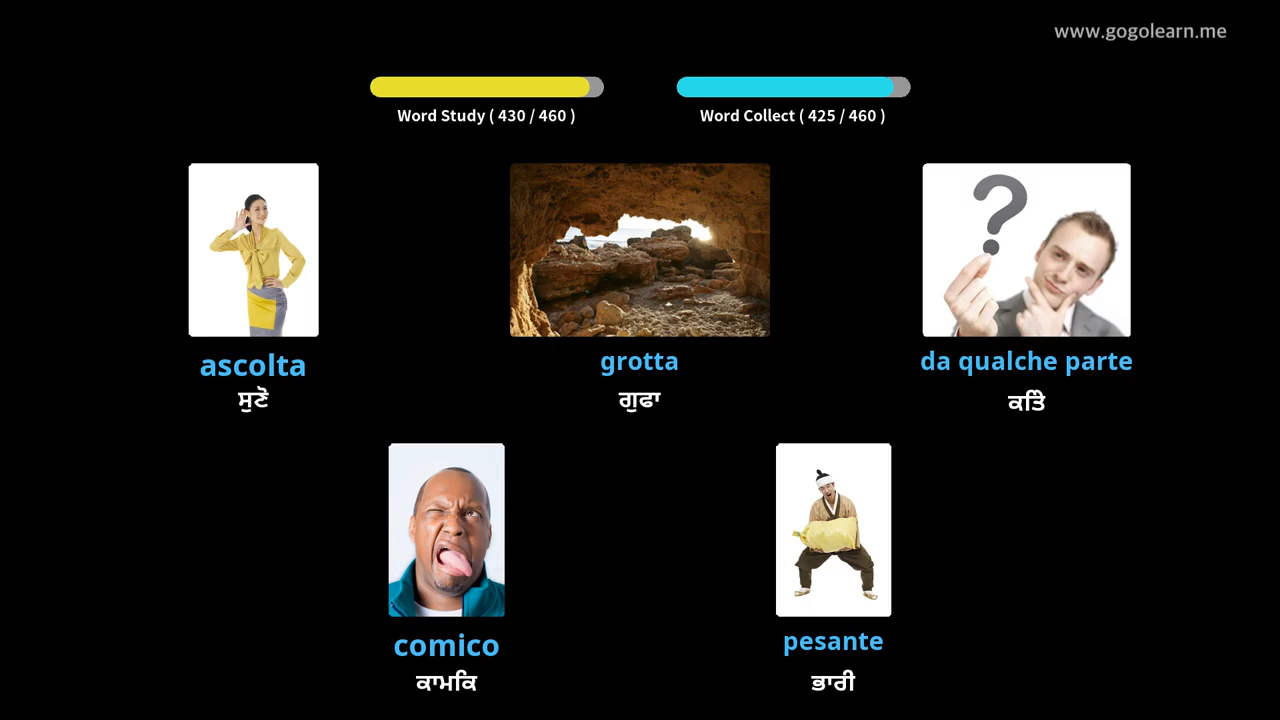 www.gogolearn.me
Word Study ( 430 / 460 )
Word Collect ( 425 / 460 )
ascolta
ਸੁਣੋ
grotta
ਗੁਫਾ
da qualche parte
ਕਤਿੇ
comico
ਕਾਮਕਿ
pesante
ਭਾਰੀ